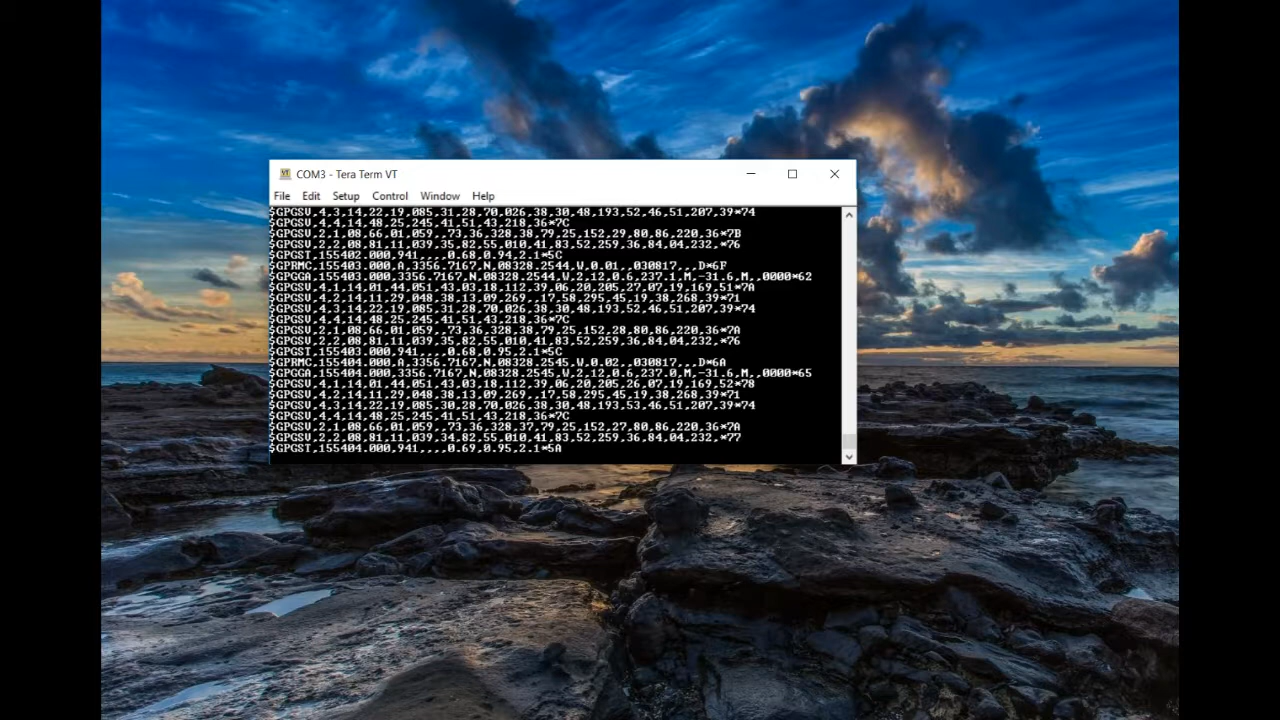 COM3 - Tera Term VT
File Edit Setup Control Window Help
$GPGSV,4,3,14,22,19,085,31,28,70,026,38,30,48,193,52,46,51,207,39*74
$GPGSV,4,4,14,48,25,245,41,51,43,218,36*7C
$GPGSV,2,1,08,66,01,059,,73,36,328,38,79,25,152,29,80,86,220,36*7B
$GPGSV,2,2,08,81,11,039,35,82,55,010,41,83,52,259,36,84,04,232,*76
$GPGST,155402.000,941,,,,0.68,0.94,2.1*5C
$GPRMC,155403.000,A,3356.7167,N,08328.2544,W,0.01,,030817,,,D*6F
$GPGGA,155403.000,3356.7167,N,08328.2544,W,2,12,0.6,237.1,M,-31.6,M,,0000*62
$GPGSV,4,1,14,01,44,051,43,03,18,112,39,06,20,205,27,07,19,169,51*7A
$GPGSV,4,2,14,11,29,048,38,13,09,269,,17,58,295,45,19,38,268,39*71
$GPGSV,4,3,14,22,19,085,31,28,70,026,38,30,48,193,52,46,51,207,39*74
$GPGSV,4,4,14,48,25,245,41,51,43,218,36*7C
$GPGSV,2,1,08,66,01,059,,73,36,328,38,79,25,152,28,80,86,220,36*7A
$GPGSV,2,2,08,81,11,039,35,82,55,010,41,83,52,259,36,84,04,232,*76
$GPGST,155403.000,941,,,,0.68,0.95,2.1*5C
$GPRMC,155404.000,A,3356.7167,N,08328.2545,W,0.02,,030817,,,D*6A
$GPGGA,155404.000,3356.7167,N,08328.2545,W,2,12,0.6,237.0,M,-31.6,M,,0000*65
$GPGSV,4,1,14,01,44,051,43,03,18,112,39,06,20,205,26,07,19,169,52*78
$GPGSV,4,2,14,11,29,048,38,13,09,269,,17,58,295,45,19,38,268,39*71
$GPGSV,4,3,14,22,19,085,30,28,70,026,38,30,48,193,53,46,51,207,39*74
$GPGSV,4,4,14,48,25,245,41,51,43,218,36*7C
$GPGSV,2,1,08,66,01,059,,73,36,328,37,79,25,152,27,80,86,220,36*7A
$GPGSV,2,2,08,81,11,039,34,82,55,010,41,83,52,259,36,84,04,232,*77
$GPGST,155404.000,941,,,,0.69,0.95,2.1*5A